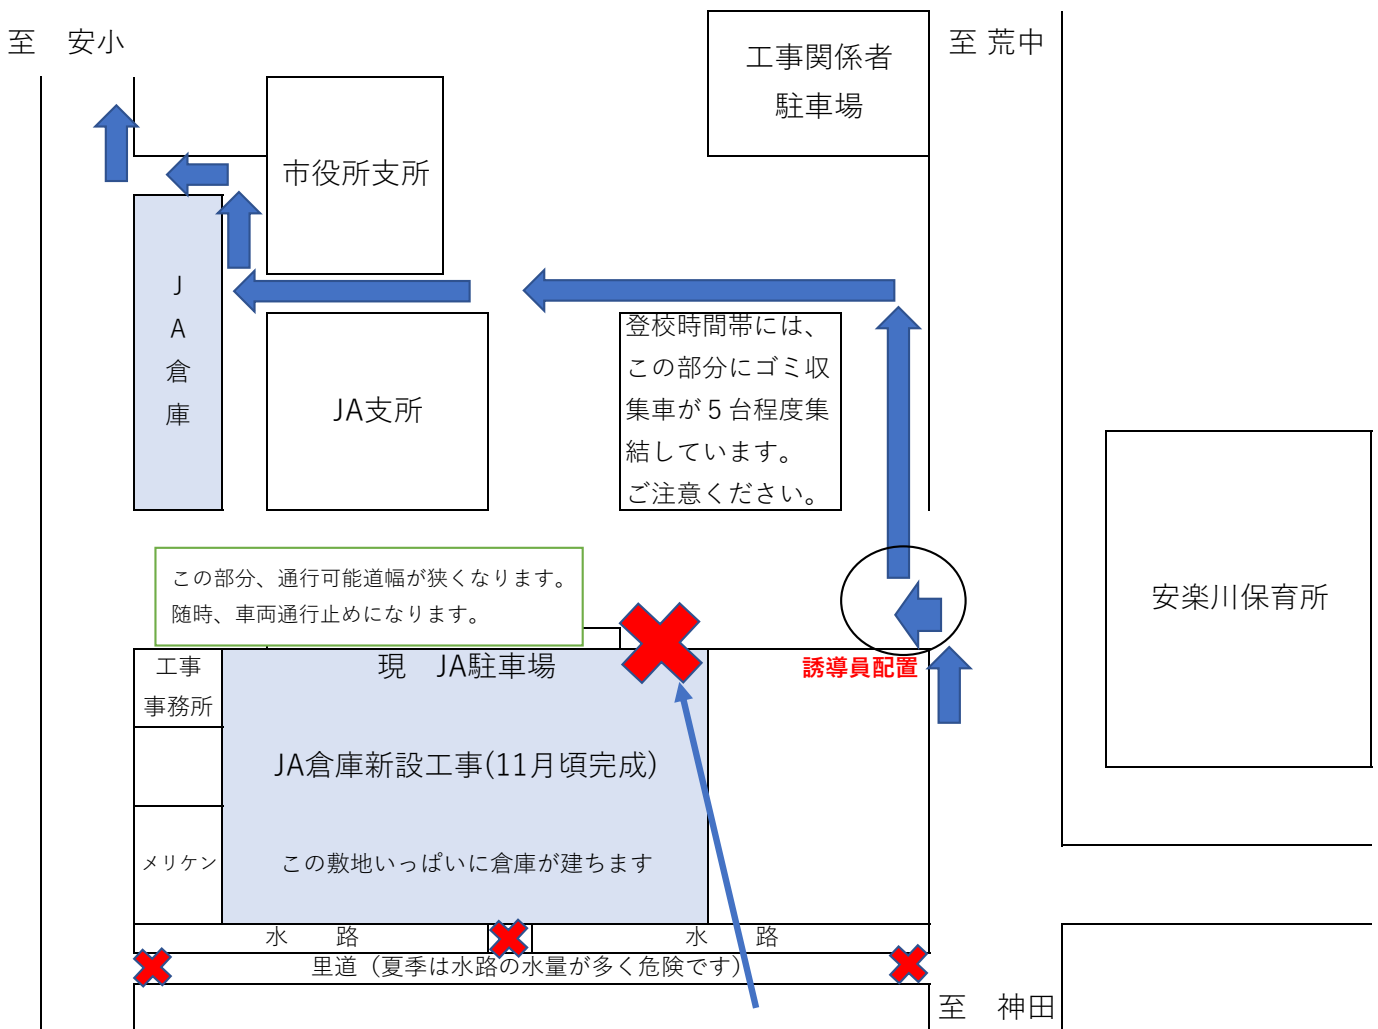 至　安小
工事関係者
駐車場
至 荒中
市役所支所
JA倉庫
JA支所
登校時間帯には、
この部分にゴミ収
集車が５台程度集
結しています。
ご注意ください。
この部分、通行可能道幅が狭くなります。
随時、車両通行止めになります。
安楽川保育所
工事
事務所
現　JA駐車場
誘導員配置
JA倉庫新設工事(11月頃完成)
メリケン
この敷地いっぱいに倉庫が建ちます
水　路
水　路
里道（夏季は水路の水量が多く危険です）
至　神田